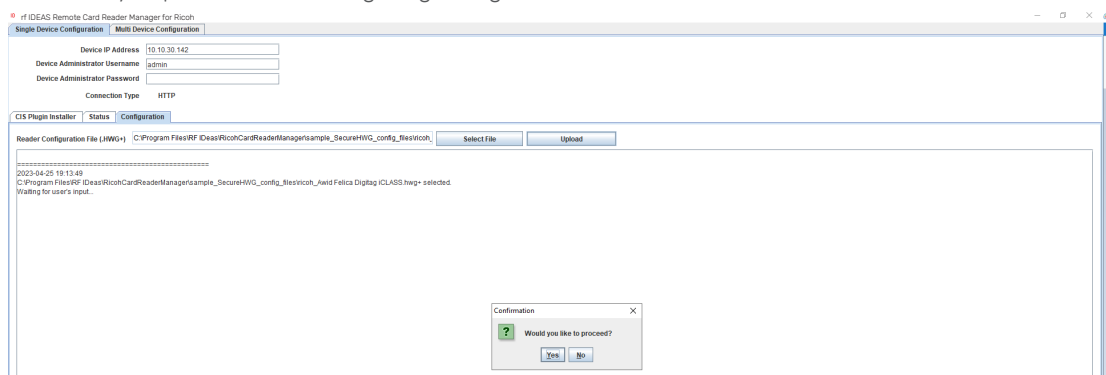 rf IDEAS Remote Card Reader Manager for Ricoh
Single Device Configuration Multi Device Configuration
Device IP Address 10.10.30.142
Device Administrator Username admin
Device Administrator Password
Connection Type HTTP
CIS Plugin Installer Status Configuration
Reader Configuration File (.HWG+) C:\Program Files\RF IDeas\RicohCardReaderManager\sample_SecureHWG_config_files\ricoh_ Select File Upload
==================================================
2023-04-25 19:13:49
C:\Program Files\RF IDeas\RicohCardReaderManager\sample_SecureHWG_config_files\ricoh_Awid Felica Digitag iCLASS.hwg+ selected.
Waiting for user's input...
Confirmation
Would you like to proceed?
Yes No